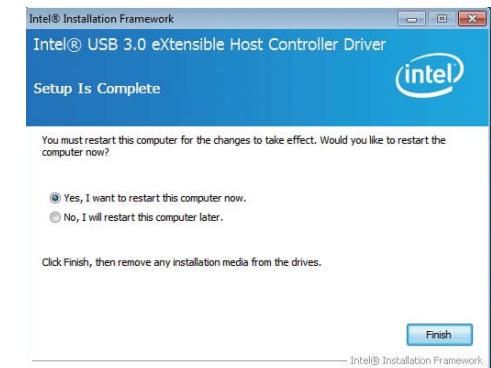 Intel® Installation Framework
Intel® USB 3.0 eXtensible Host Controller Driver
Setup Is Complete
intel
You must restart this computer for the changes to take effect. Would you like to restart the
computer now?
Yes, I want to restart this computer now.
No, I will restart this computer later.
Click Finish, then remove any installation media from the drives.
Finish
Intel® Installation Framework